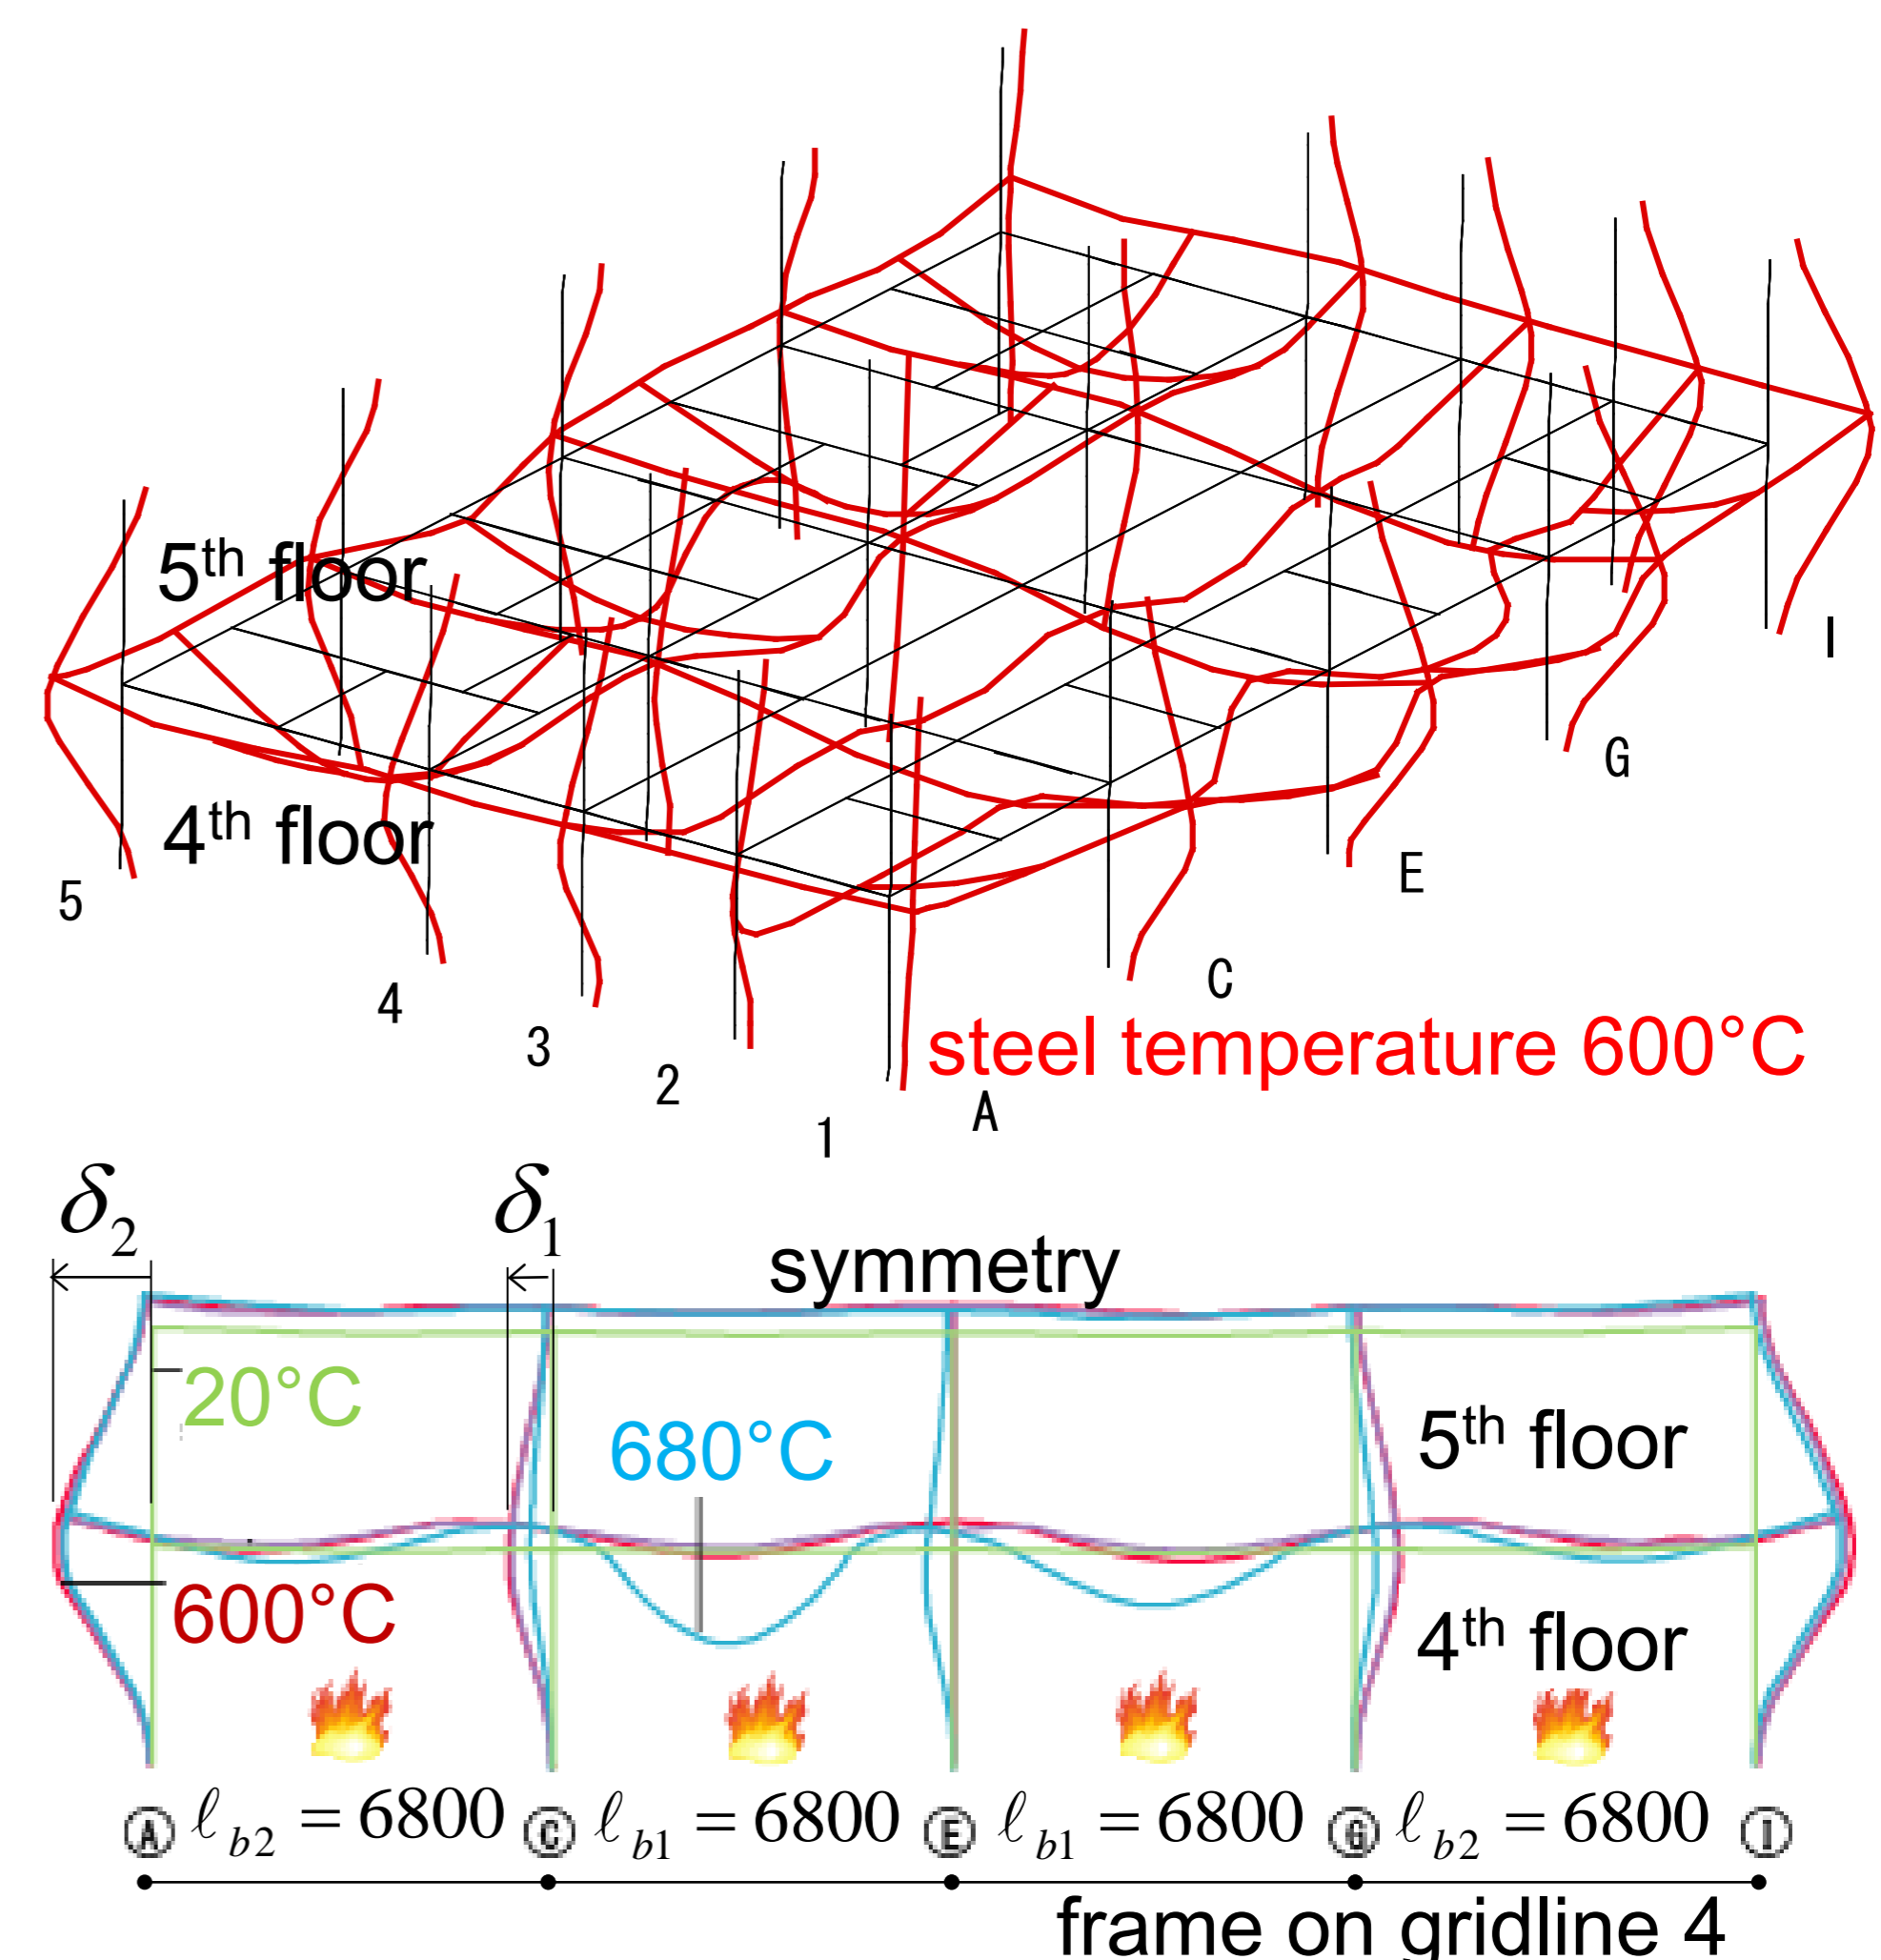 5th floor
4th floor
5
4
3
2
1
A
C
E
G
I
steel temperature 600°C
δ2
δ1
symmetry
20°C
680°C
5th floor
600°C
4th floor
Ⓐ ℓb2 = 6800 Ⓒ ℓb1 = 6800 Ⓔ ℓb1 = 6800 Ⓖ ℓb2 = 6800 Ⓘ
frame on gridline 4